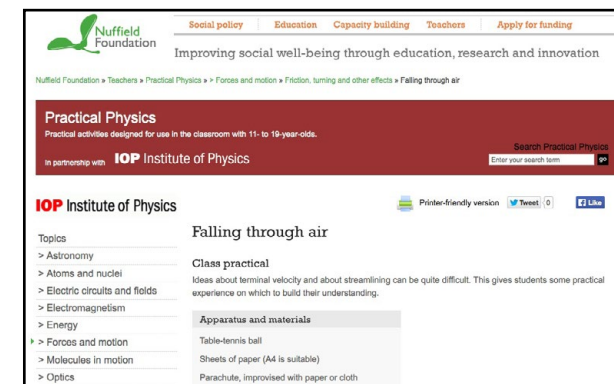 Nuffield
Foundation
Social policy Education Capacity building Teachers Apply for funding
Improving social well-being through education, research and innovation
Nuffield Foundation » Teachers » Practical Physics » > Forces and motion » Friction, turning and other effects » Falling through air
Practical Physics
Practical activities designed for use in the classroom with 11- to 19-year-olds.
in partnership with IOP Institute of Physics
Search Practical Physics
Enter your search term go
IOP Institute of Physics
Printer-friendly version Tweet 0 Like
Topics
> Astronomy
> Atoms and nuclei
> Electric circuits and fields
> Electromagnetism
> Energy
> Forces and motion
> Molecules in motion
> Optics
Falling through air
Class practical
Ideas about terminal velocity and about streamlining can be quite difficult. This gives students some practical
experience on which to build their understanding.
Apparatus and materials
Table-tennis ball
Sheets of paper (A4 is suitable)
Parachute, improvised with paper or cloth